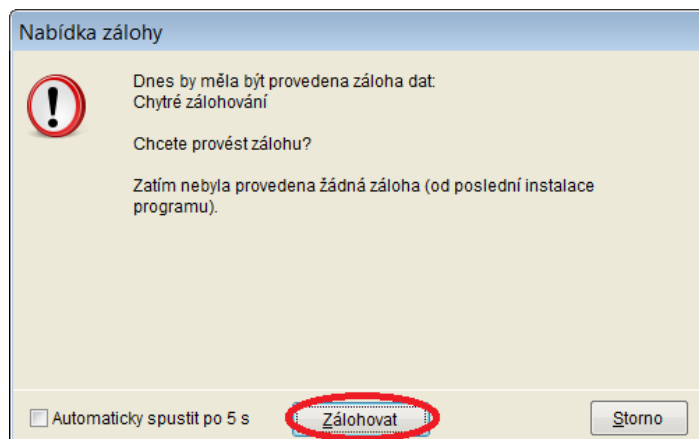 Nabídka zálohy
Dnes by měla být provedena záloha dat:
Chytré zálohování
Chcete provést zálohu?
Zatím nebyla provedena žádná záloha (od poslední instalace
programu).
Automaticky spustit po 5 s
Zálohovat
Storno